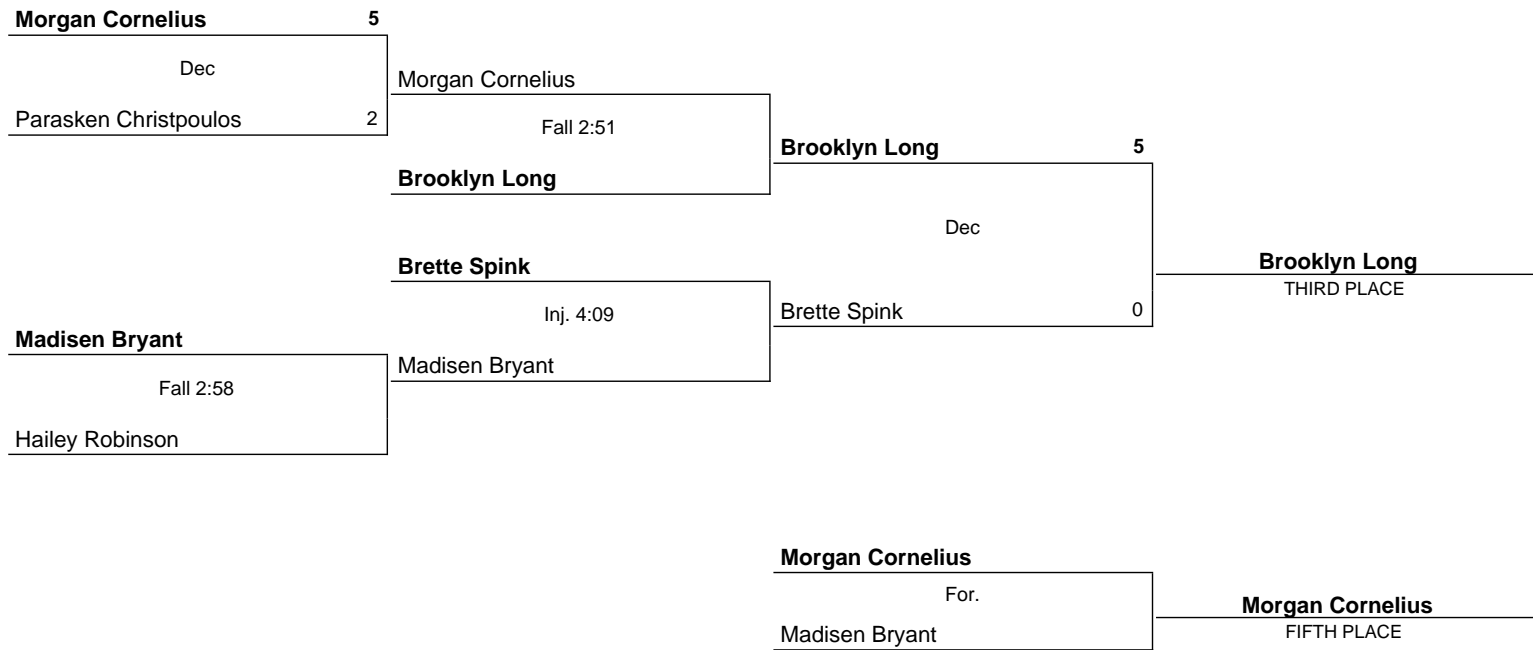 Morgan Cornelius 5
Dec
Parasken Christpoulos 2
Morgan Cornelius
Fall 2:51
Brooklyn Long
Brooklyn Long 5
Dec
Brette Spink 0
Brooklyn Long
THIRD PLACE
Brette Spink
Inj. 4:09
Madisen Bryant
Madisen Bryant
Fall 2:58
Hailey Robinson
Morgan Cornelius
For.
Madisen Bryant
Morgan Cornelius
FIFTH PLACE